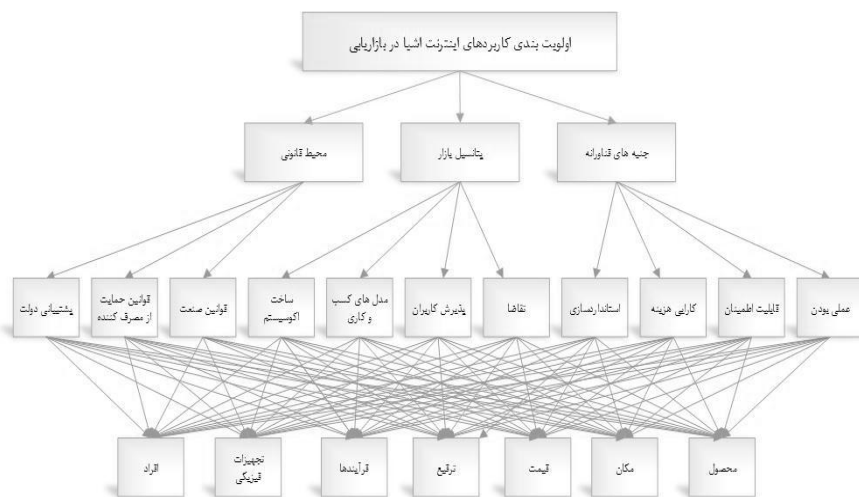 اولویت بندی کاربردهای اینترنت اشیا در بازاریابی
جنبه های فناورانه
پتانسیل بازار
محیط قانونی
عملی بودن
قابلیت اطمینان
کارایی هزینه
استانداردسازی
تقاضا
پذیرش کاربران
مدل های کسب
و کاری
ساخت
اکوسیستم
قوانین صنعت
قوانین حمایت
از مصرف کننده
پشتیبانی دولت
محصول
مکان
قیمت
ترفیع
فرآیندها
تجهیزات
فیزیکی
افراد